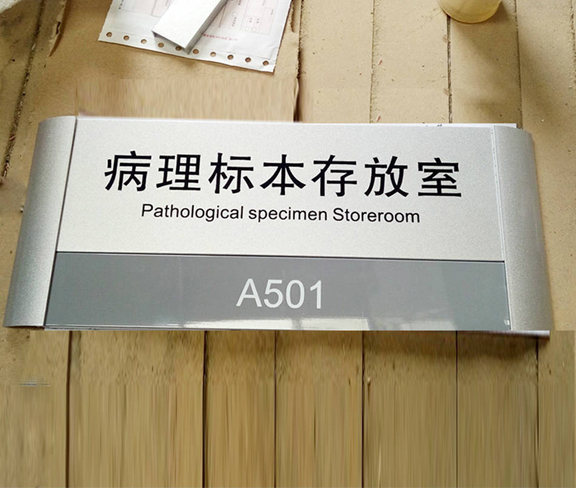 病理标本存放室
Pathological specimen Storeroom
A501